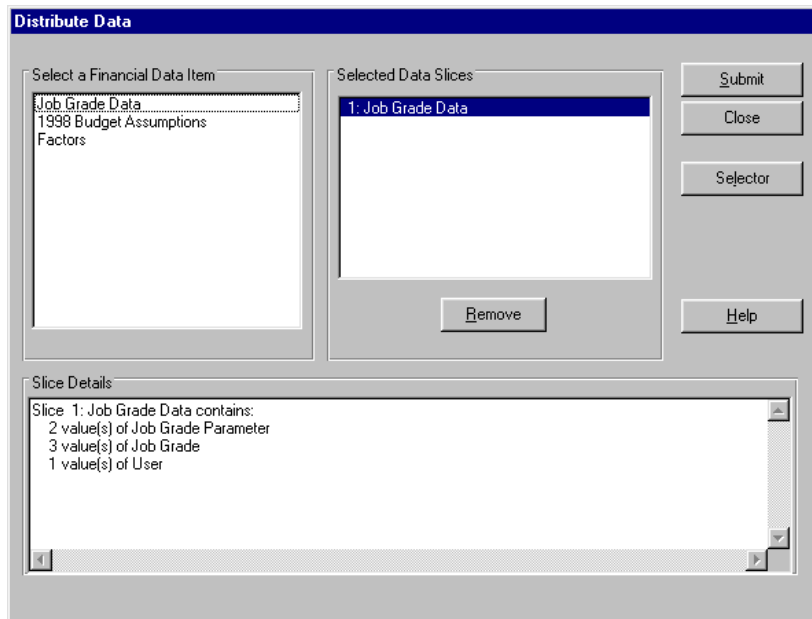 Distribute Data
Select a Financial Data Item
Job Grade Data
1998 Budget Assumptions
Factors
Selected Data Slices
1: Job Grade Data
Remove
Submit
Close
Selector
Help
Slice Details
Slice 1: Job Grade Data contains:
2 value(s) of Job Grade Parameter
3 value(s) of Job Grade
1 value(s) of User